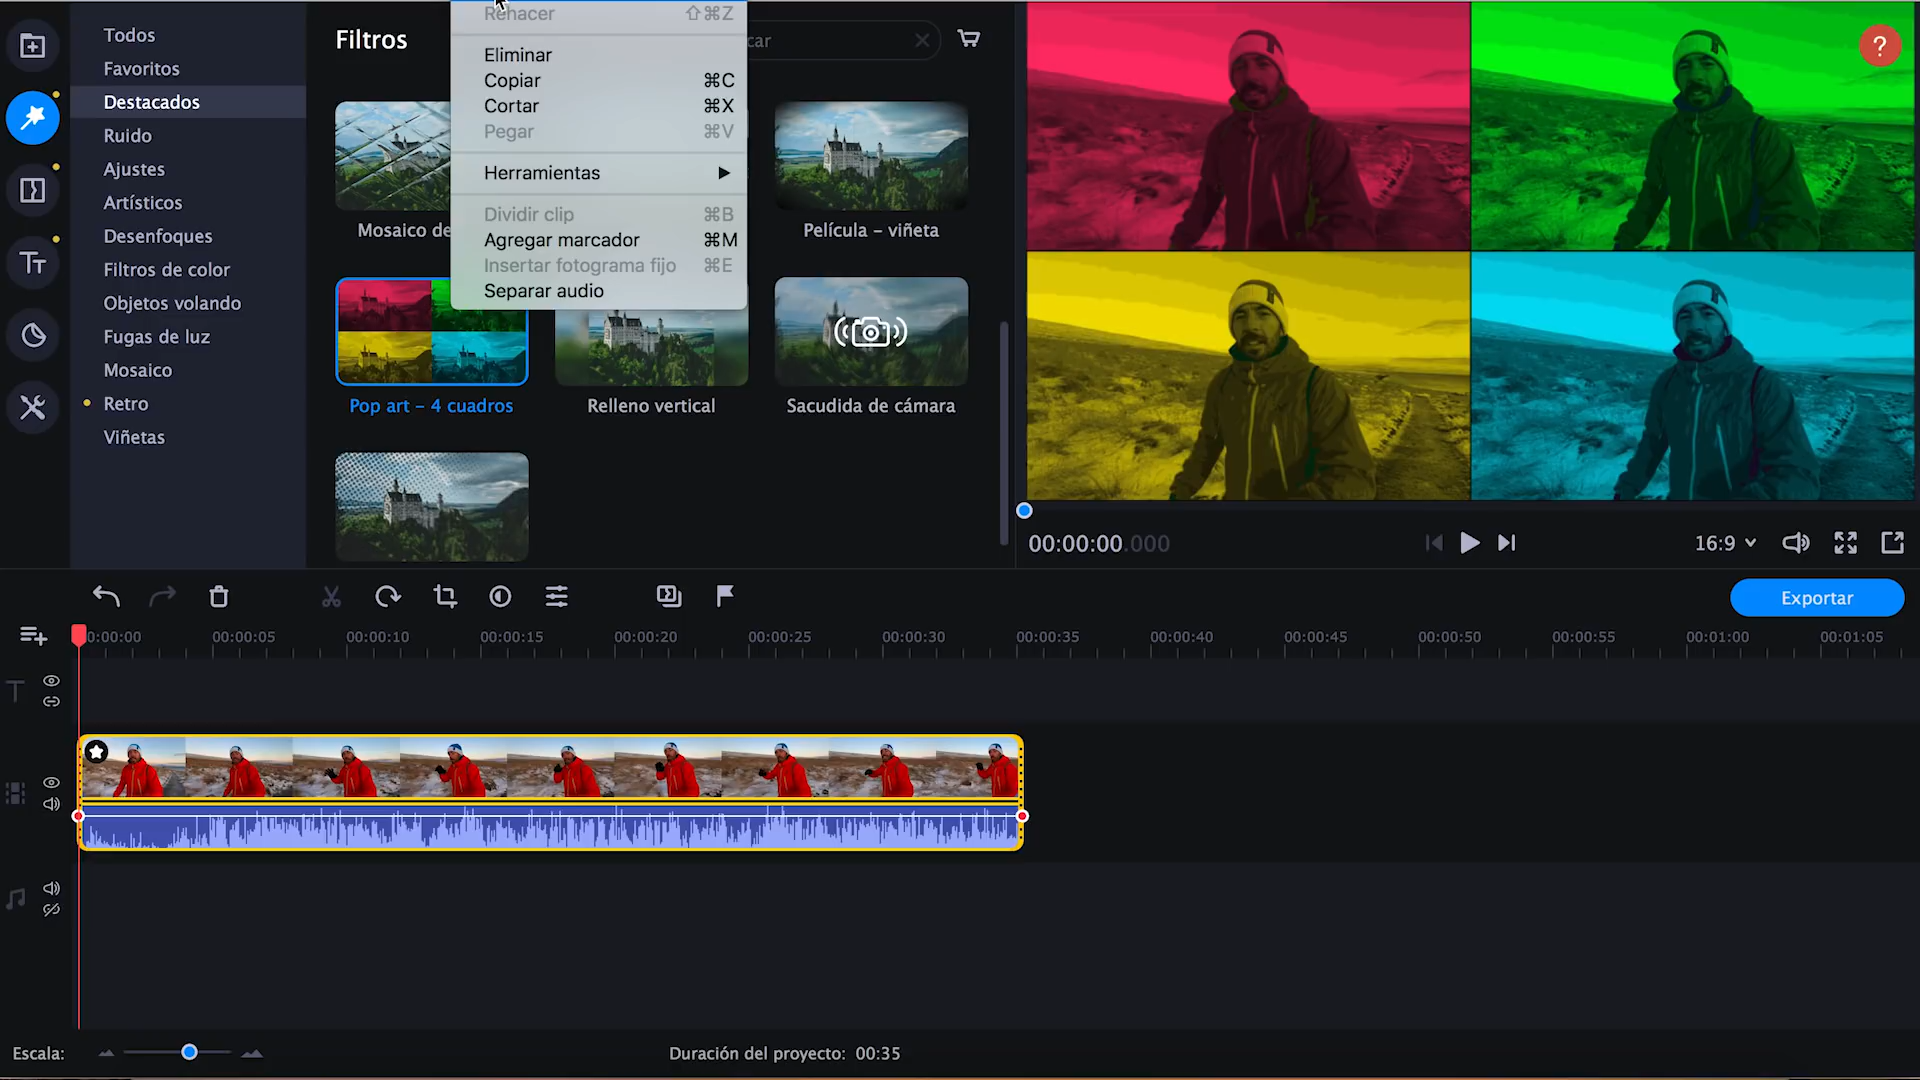 Todos
Favoritos
Destacados
Ruido
Ajustes
Artísticos
Desenfoques
Filtros de color
Objetos volando
Fugas de luz
Mosaico
Retro
Viñetas
Filtros
car
Mosaico de
Película – viñeta
Pop art – 4 cuadros
Relleno vertical
Sacudida de cámara
Rehacer ⇧⌘Z
Eliminar
Copiar ⌘C
Cortar ⌘X
Pegar ⌘V
Herramientas
Dividir clip ⌘B
Agregar marcador ⌘M
Insertar fotograma fijo ⌘E
Separar audio
?
00:00:00.000
16:9
Exportar
0:00:00 00:00:05 00:00:10 00:00:15 00:00:20 00:00:25 00:00:30 00:00:35 00:00:40 00:00:45 00:00:50 00:00:55 00:01:00 00:01:05
Escala:
Duración del proyecto: 00:35